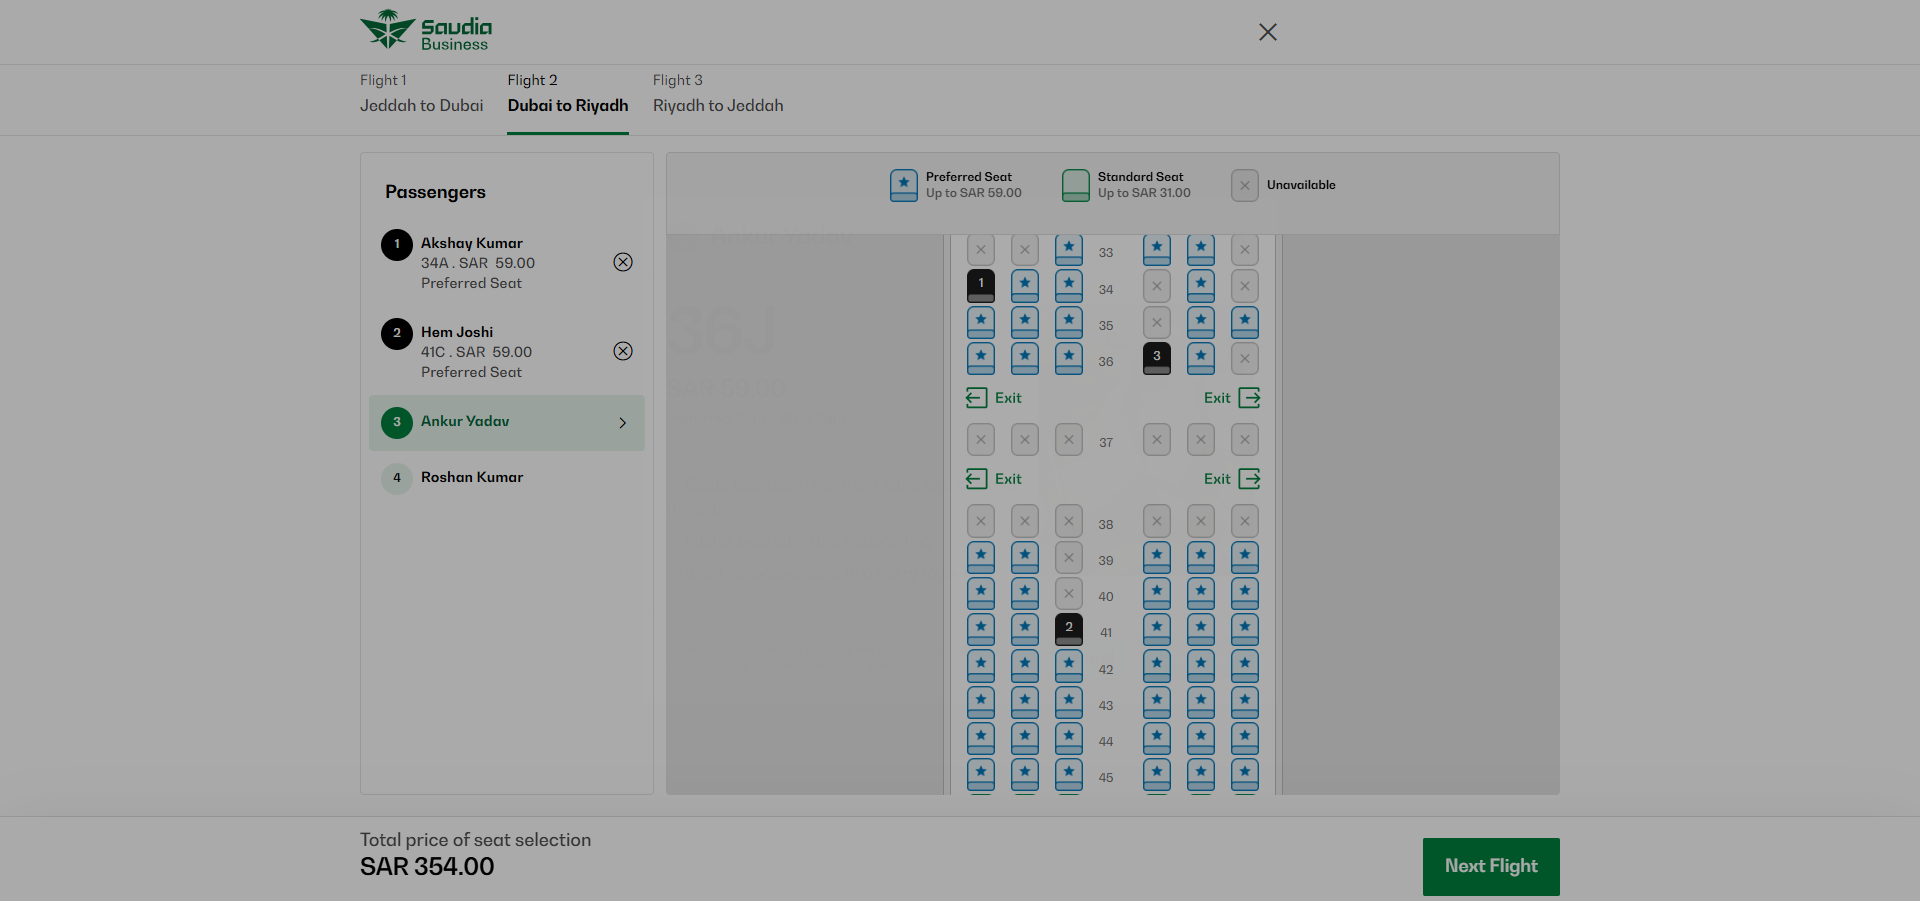 Saudia
Business
Flight 1
Jeddah to Dubai
Flight 2
Dubai to Riyadh
Flight 3
Riyadh to Jeddah
Passengers
1
Akshay Kumar
34A . SAR 59.00
Preferred Seat
2
Hem Joshi
41C . SAR 59.00
Preferred Seat
3
Ankur Yadav
4
Roshan Kumar
Preferred Seat
Up to SAR 59.00
Standard Seat
Up to SAR 31.00
Unavailable
36J
SAR 59.00
33
1
34
35
3
36
Exit
Exit
37
Exit
Exit
38
39
40
2
41
42
43
44
45
Total price of seat selection
SAR 354.00
Next Flight